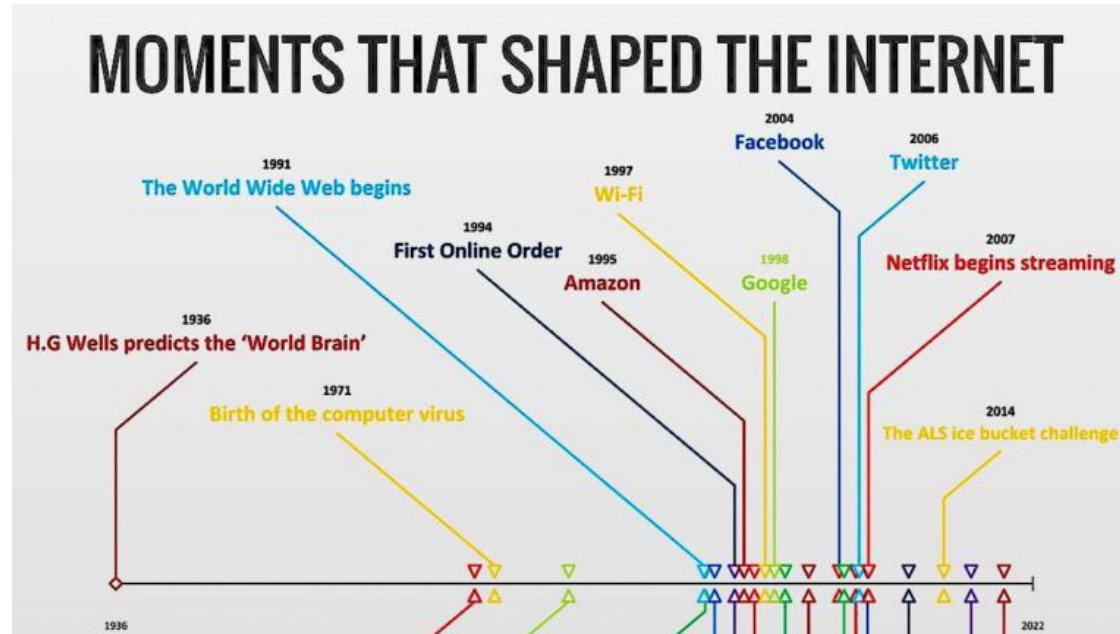 MOMENTS THAT SHAPED THE INTERNET
2004
Facebook
2006
Twitter
1991
The World Wide Web begins
1997
Wi-Fi
1994
First Online Order
1995
Amazon
1998
Google
2007
Netflix begins streaming
1936
H.G Wells predicts the ‘World Brain’
1971
Birth of the computer virus
2014
The ALS ice bucket challenge
1936
2022